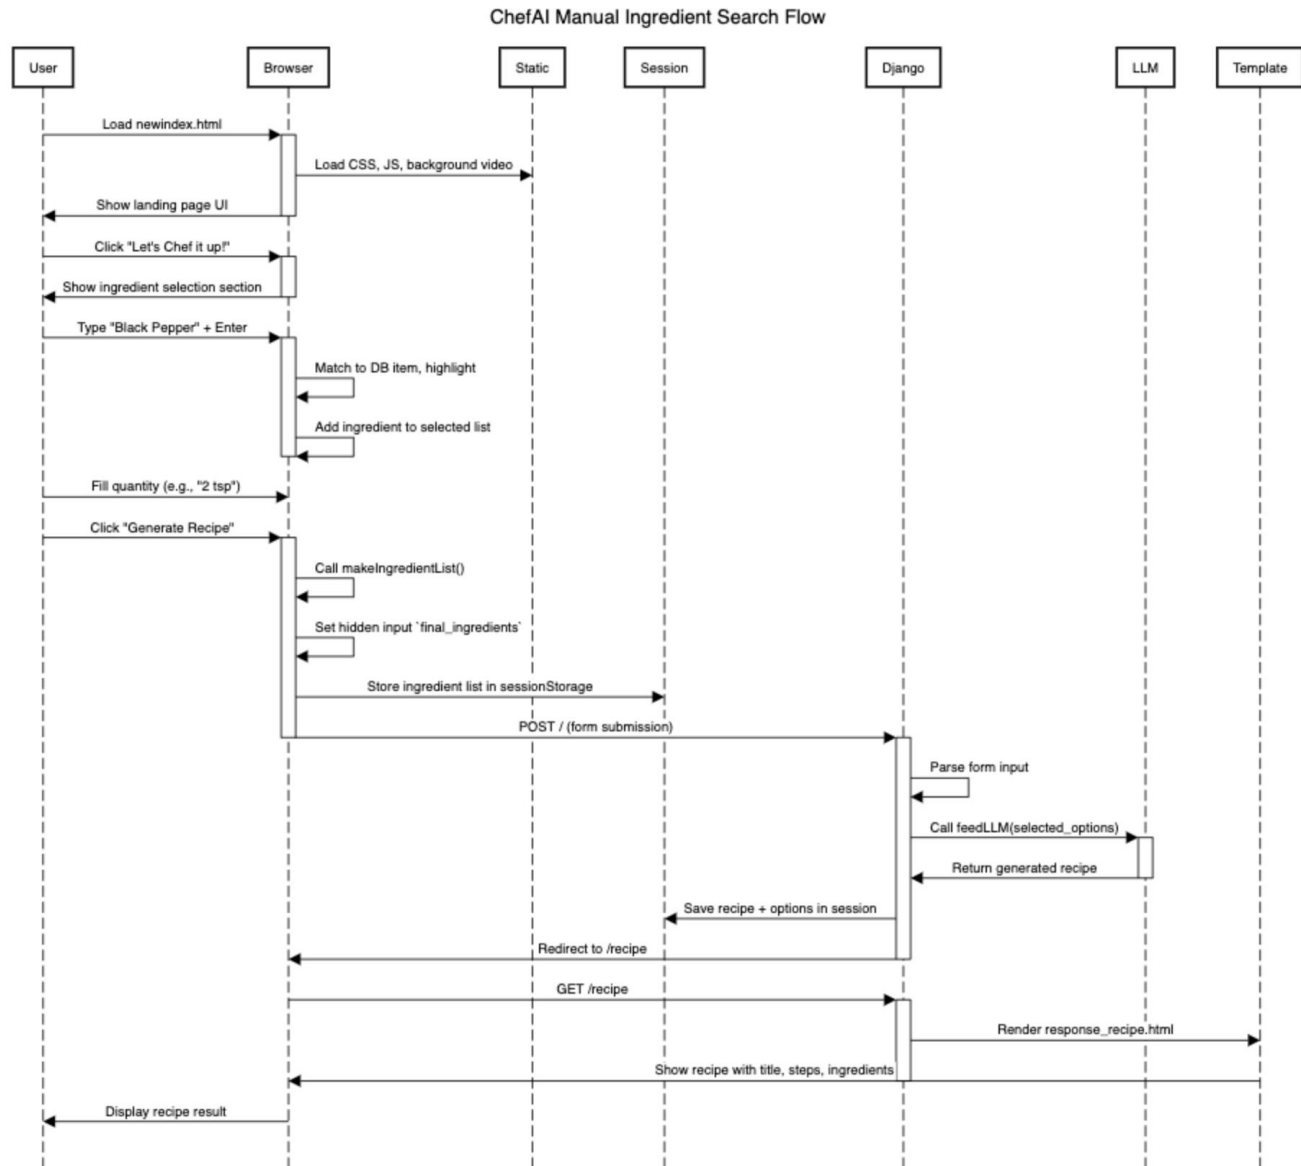 ChefAI Manual Ingredient Search Flow
User
Browser
Static
Session
Django
LLM
Template
Load newindex.html
Load CSS, JS, background video
Show landing page UI
Click "Let's Chef it up!"
Show ingredient selection section
Type "Black Pepper" + Enter
Match to DB item, highlight
Add ingredient to selected list
Fill quantity (e.g., "2 tsp")
Click "Generate Recipe"
Call makeIngredientList()
Set hidden input `final_ingredients`
Store ingredient list in sessionStorage
POST / (form submission)
Parse form input
Call feedLLM(selected_options)
Return generated recipe
Save recipe + options in session
Redirect to /recipe
GET /recipe
Render response_recipe.html
Show recipe with title, steps, ingredients
Display recipe result